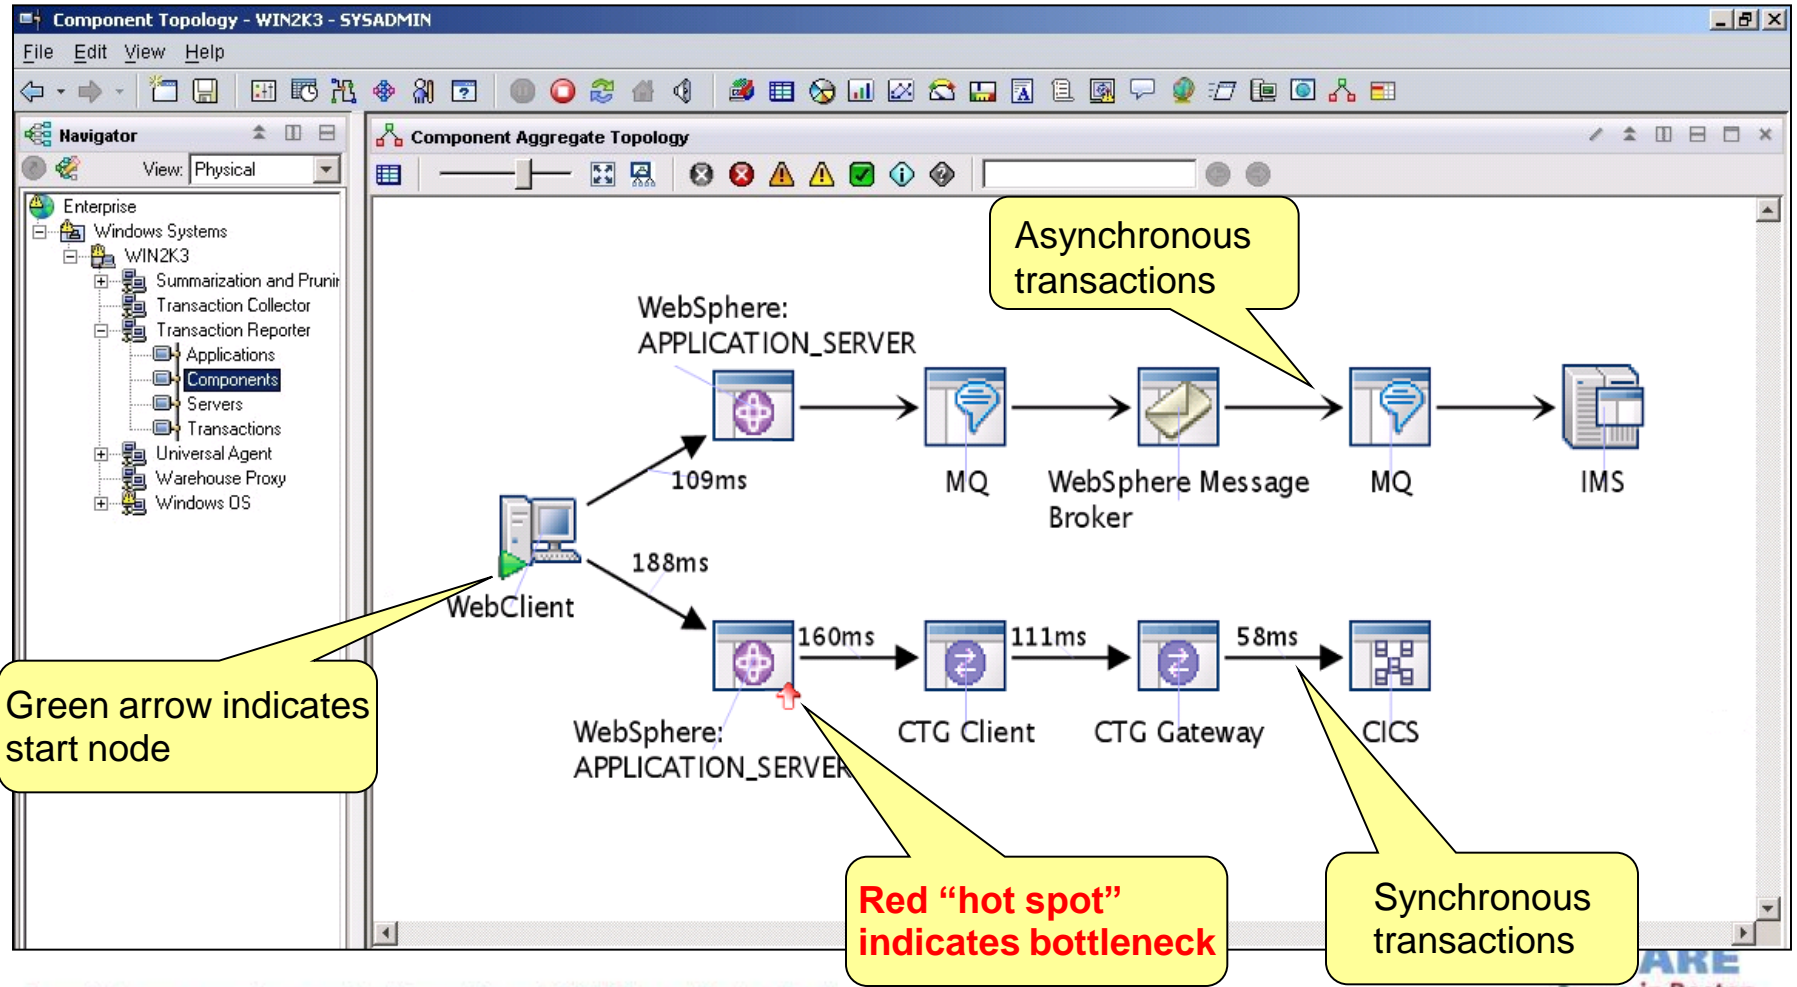 Component Topology - WIN2K3 - SYSADMIN
File Edit View Help
Navigator
View: Physical
Enterprise
Windows Systems
WIN2K3
Summarization and Prunin
Transaction Collector
Transaction Reporter
Applications
Components
Servers
Transactions
Universal Agent
Warehouse Proxy
Windows OS
Component Aggregate Topology
Asynchronous
transactions
WebSphere:
APPLICATION_SERVER
109ms
MQ
WebSphere Message
Broker
MQ
IMS
188ms
WebClient
160ms
111ms
58ms
WebSphere:
APPLICATION_SERVER
CTG Client
CTG Gateway
CICS
Green arrow indicates
start node
Red “hot spot”
indicates bottleneck
Synchronous
transactions